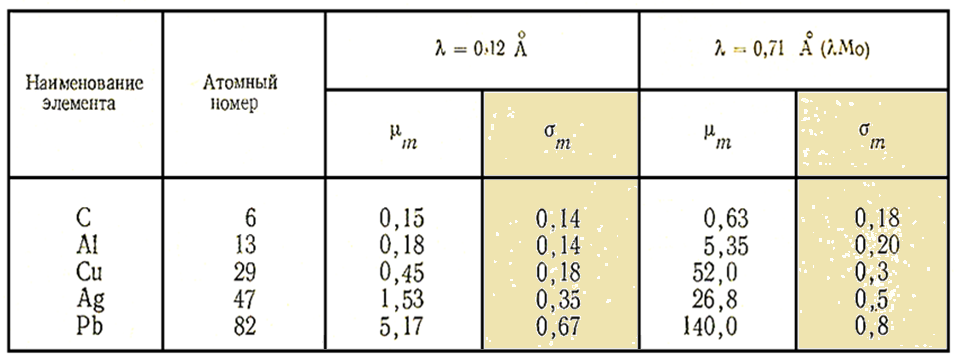 Наименование элемента Атомный номер λ = 0,12 Å λ = 0,71 Å (λMo)
μm σm μm σm
C 6 0,15 0,14 0,63 0,18
Al 13 0,18 0,14 5,35 0,20
Cu 29 0,45 0,18 52,0 0,3
Ag 47 1,53 0,35 26,8 0,5
Pb 82 5,17 0,67 140,0 0,8